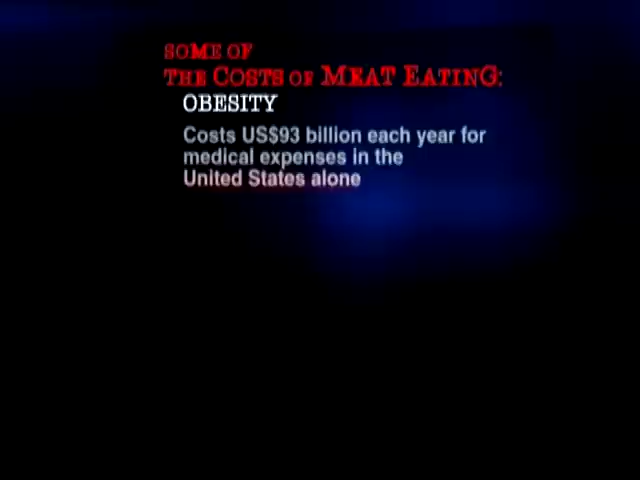 SOME OF
THE COSTS OF MEAT EATING:
OBESITY
Costs US$93 billion each year for
medical expenses in the
United States alone